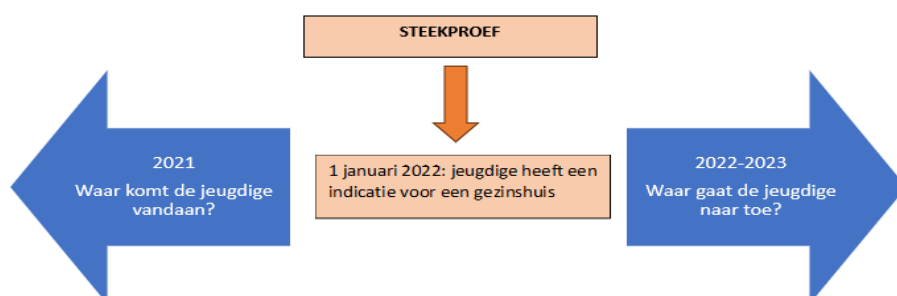 STEEKPROEF
2021
Waar komt de jeugdige
vandaan?
1 januari 2022: jeugdige heeft een
indicatie voor een gezinshuis
2022-2023
Waar gaat de jeugdige
naar toe?